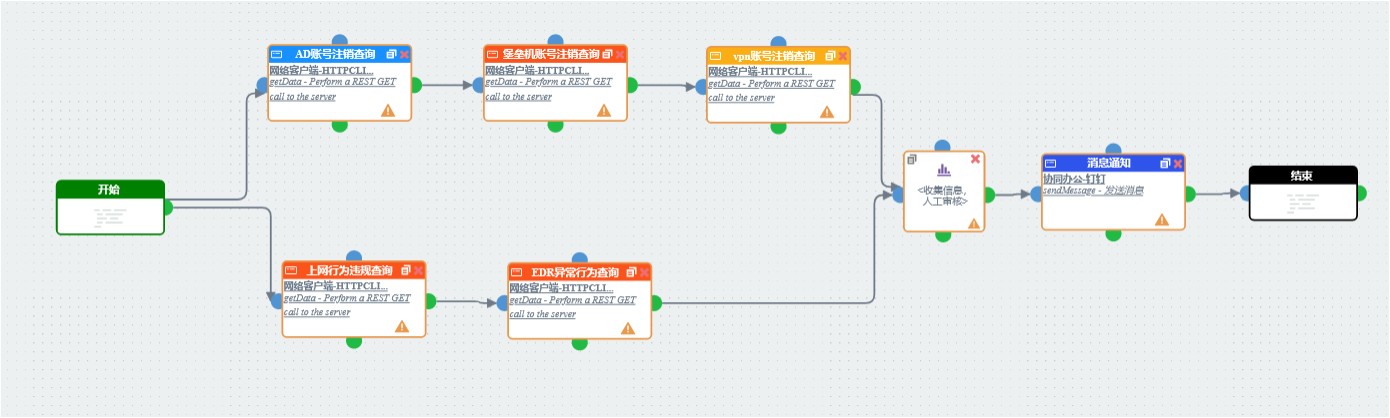 AD账号注销查询
网络客户端-HTTPCLI...
getData - Perform a REST GET
call to the server
堡垒机账号注销查询
网络客户端-HTTPCLI...
getData - Perform a REST GET
call to the server
vpn账号注销查询
网络客户端-HTTPCLI...
getData - Perform a REST GET
call to the server
开始
<收集信息，
人工审核>
消息通知
协同办公-钉钉
sendMessage - 发送消息
结束
上网行为违规查询
网络客户端-HTTPCLI...
getData - Perform a REST GET
call to the server
EDR异常行为查询
网络客户端-HTTPCLI...
getData - Perform a REST GET
call to the server